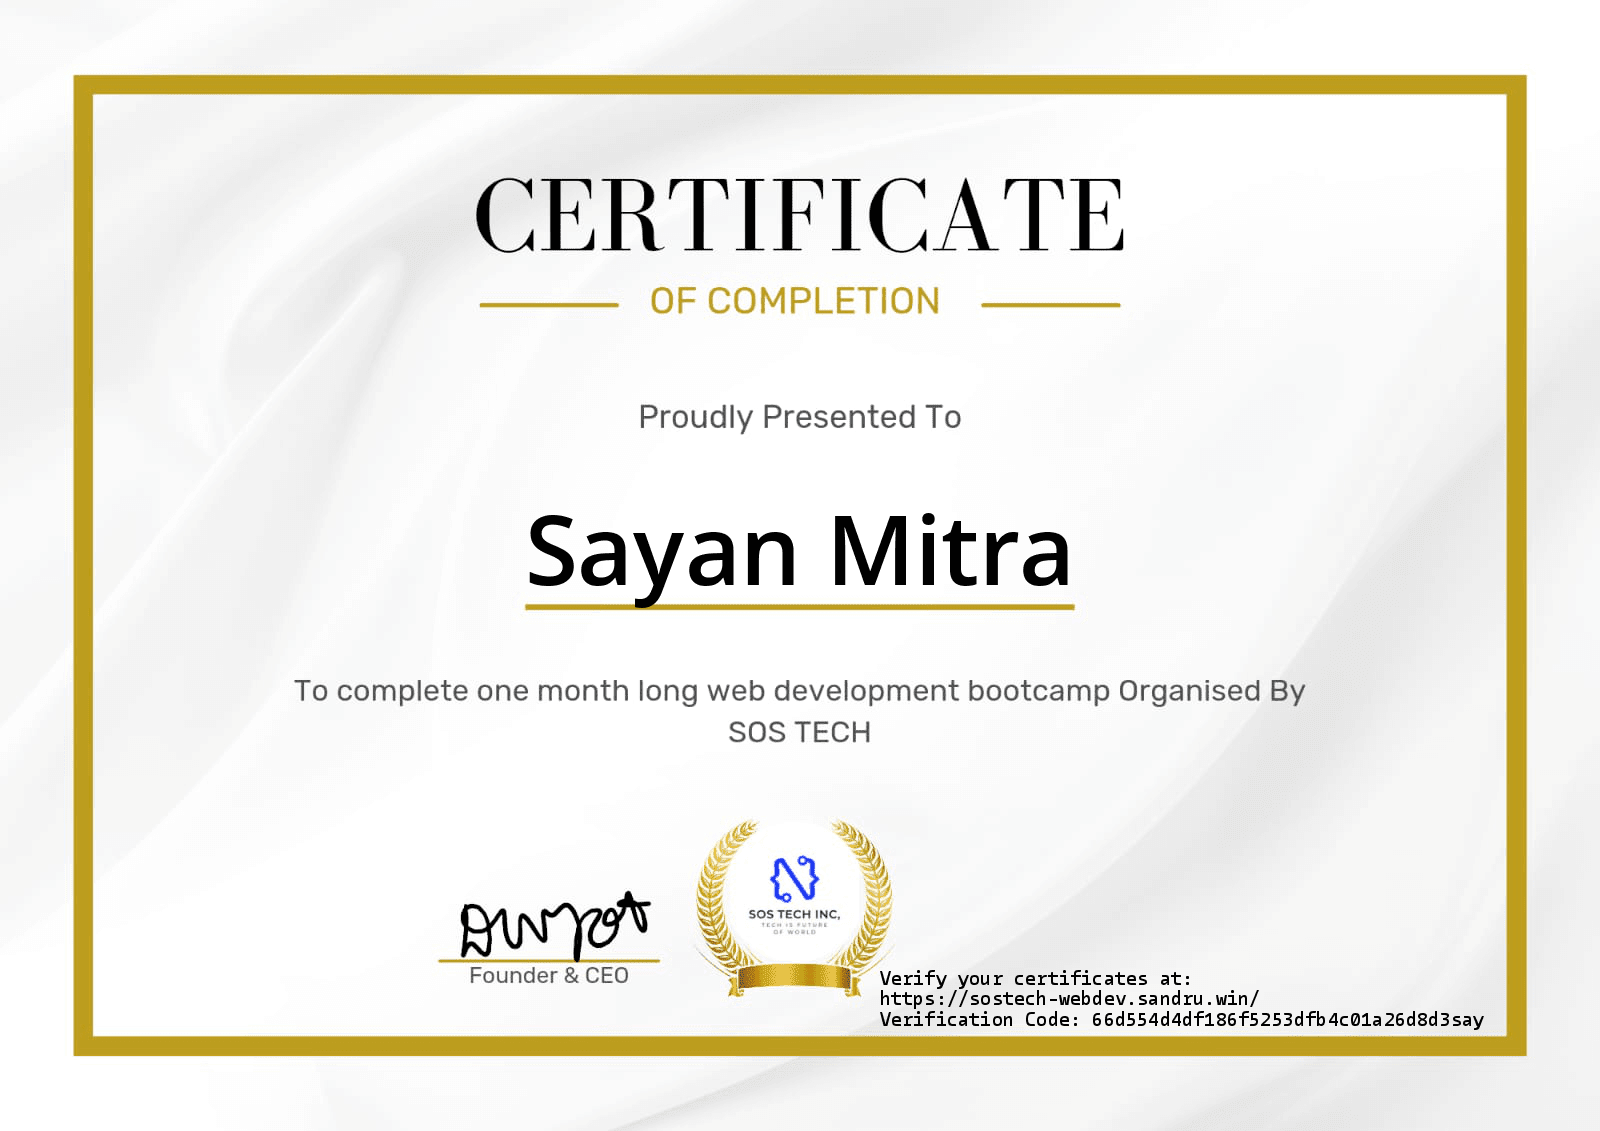 CERTIFICATE
OF COMPLETION
Proudly Presented To
Sayan Mitra
To complete one month long web development bootcamp Organised By
SOS TECH
SOS TECH INC,
TECH IS FUTURE
OF WORLD
Founder & CEO
Verify your certificates at:
https://sostech-webdev.sandru.win/
Verification Code: 66d554d4df186f5253dfb4c01a26d8d3say